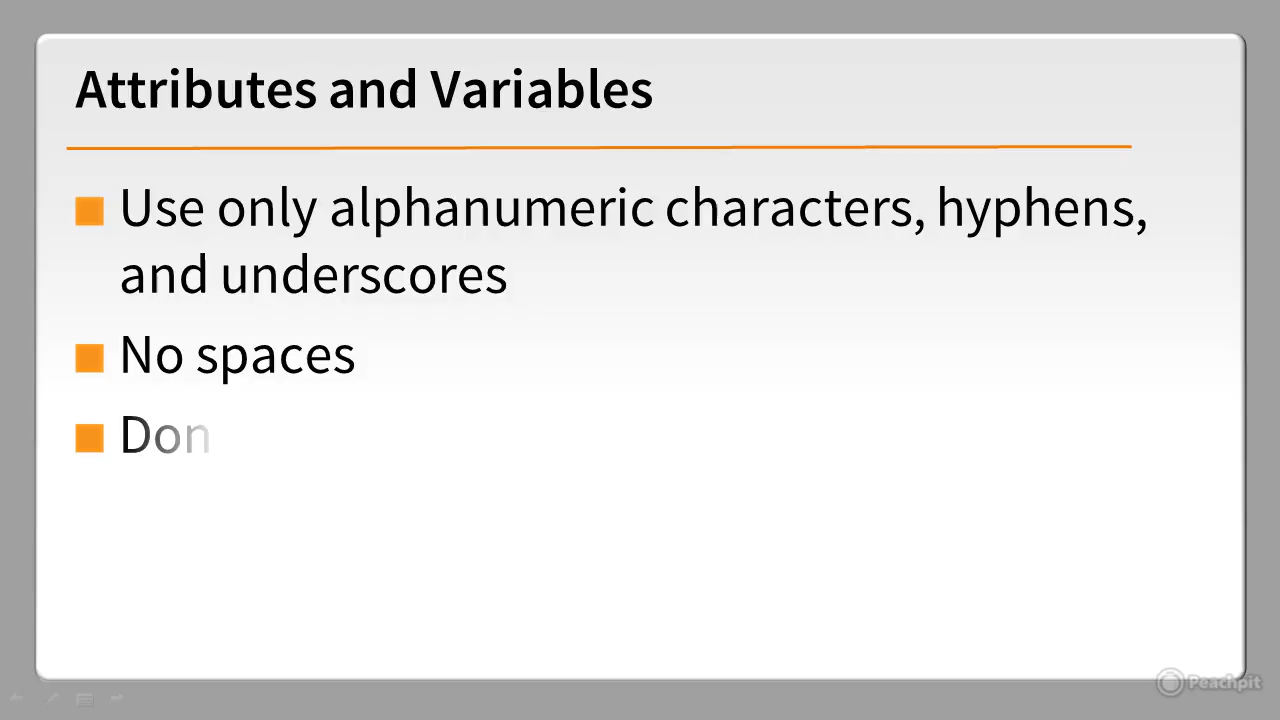 Attributes and Variables
Use only alphanumeric characters, hyphens,
and underscores
No spaces
Don
Peachpit